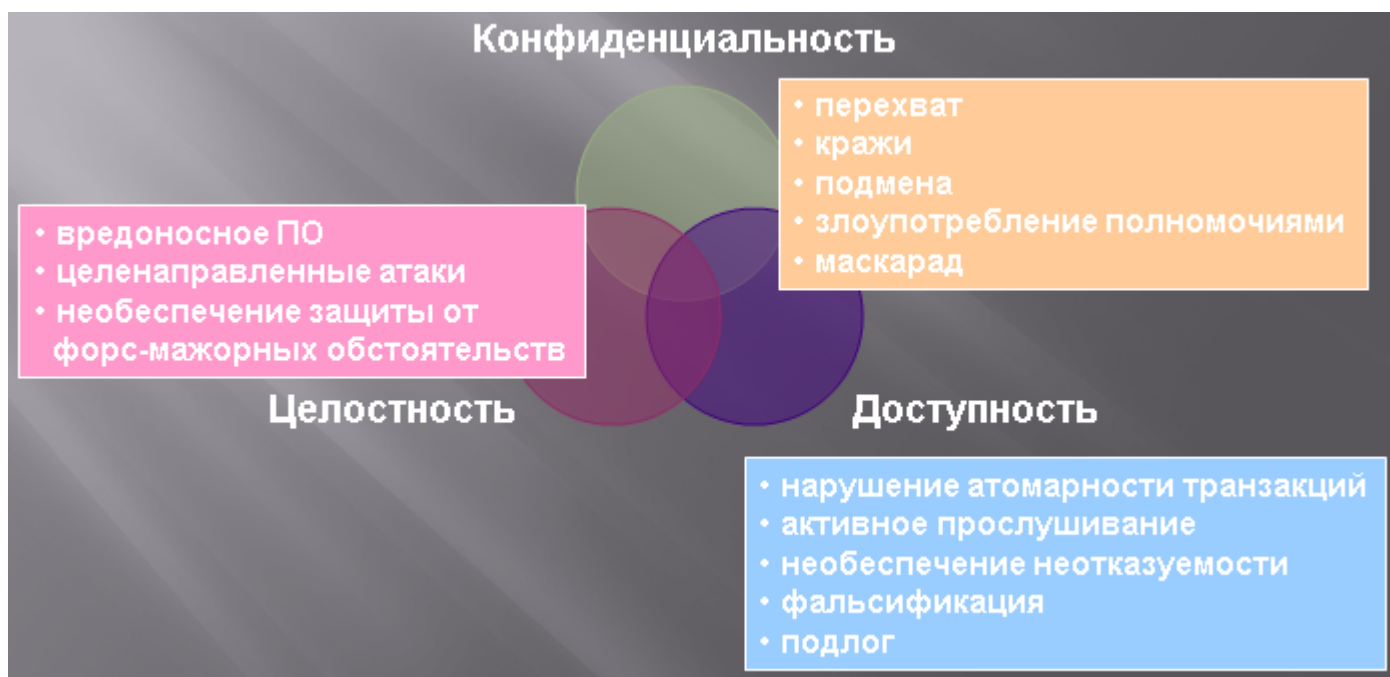 Конфиденциальность
• перехват
• кражи
• подмена
• злоупотребление полномочиями
• маскарад
• вредоносное ПО
• целенаправленные атаки
• необеспечение защиты от
форс-мажорных обстоятельств
Целостность
Доступность
• нарушение атомарности транзакций
• активное прослушивание
• необеспечение неотказуемости
• фальсификация
• подлог